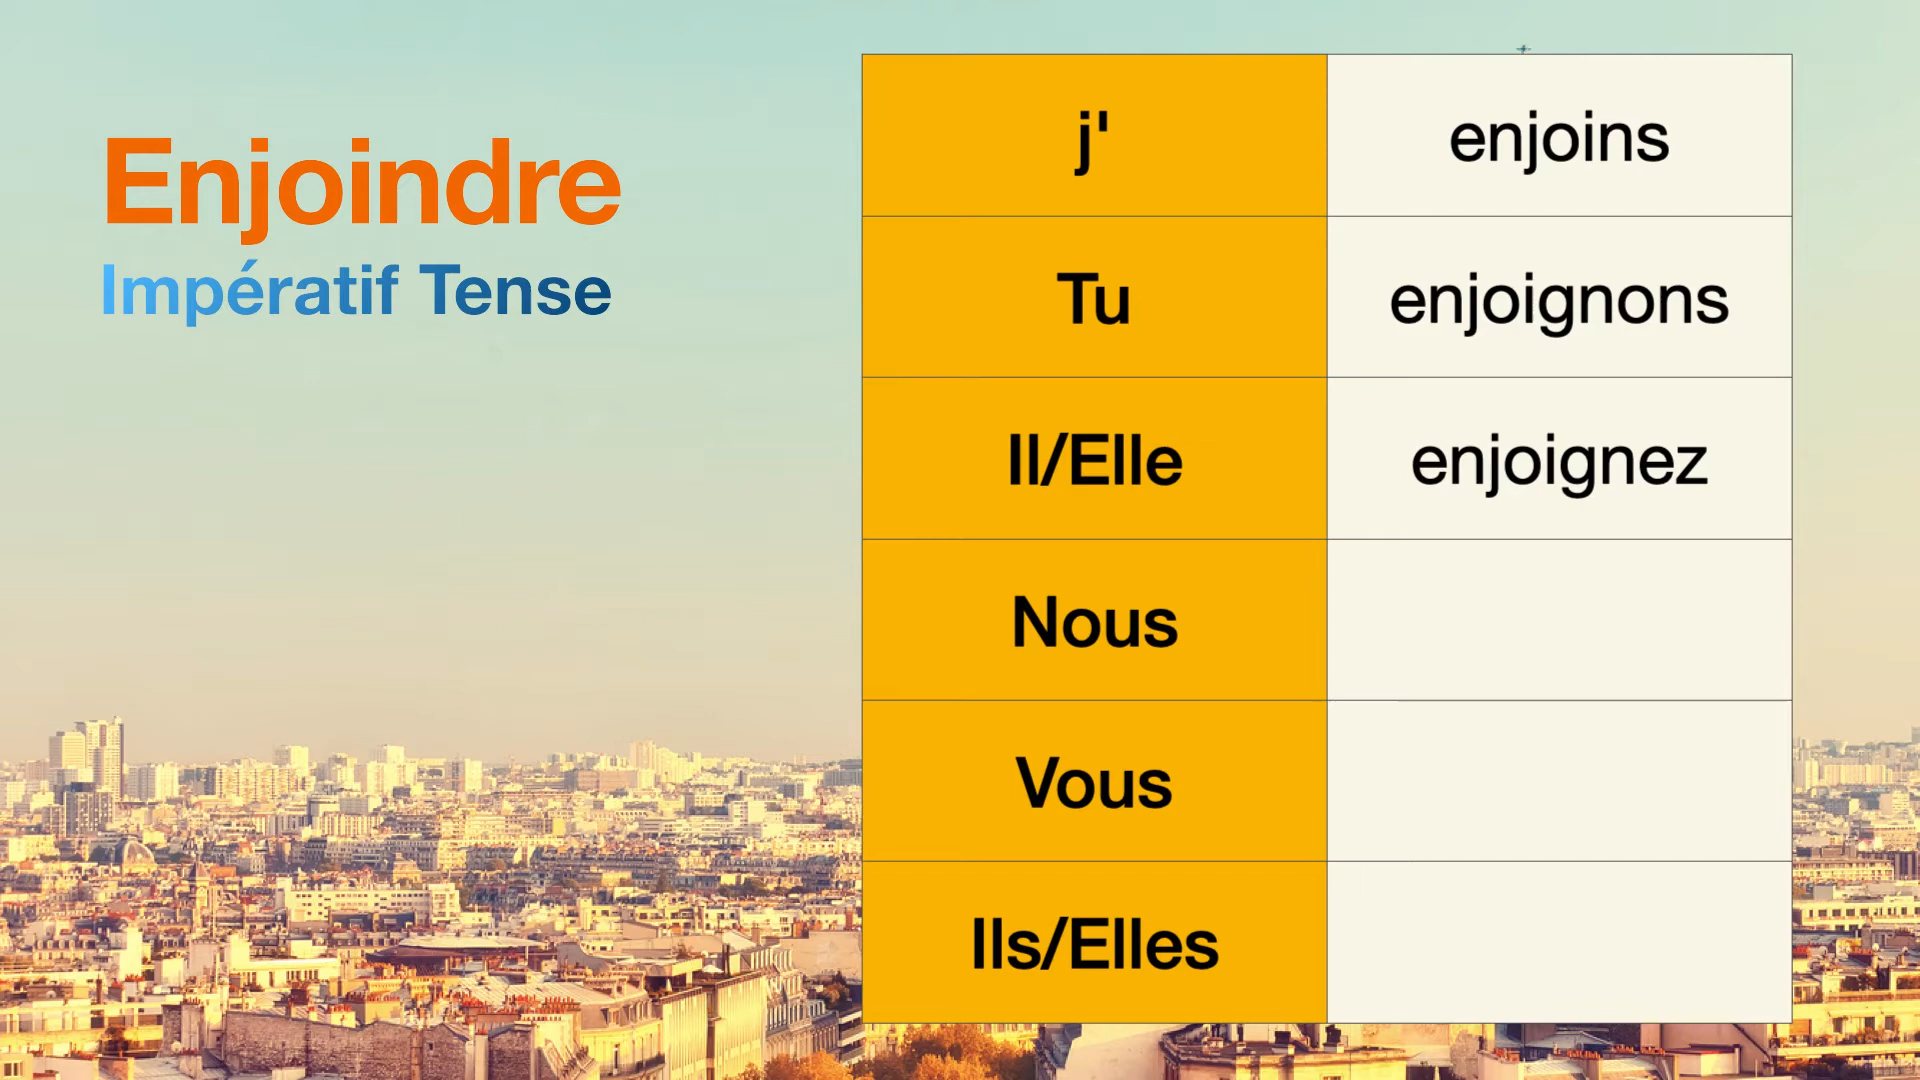 Enjoindre
Impératif Tense
j' enjoins
Tu enjoignons
Il/Elle enjoignez
Nous
Vous
Ils/Elles